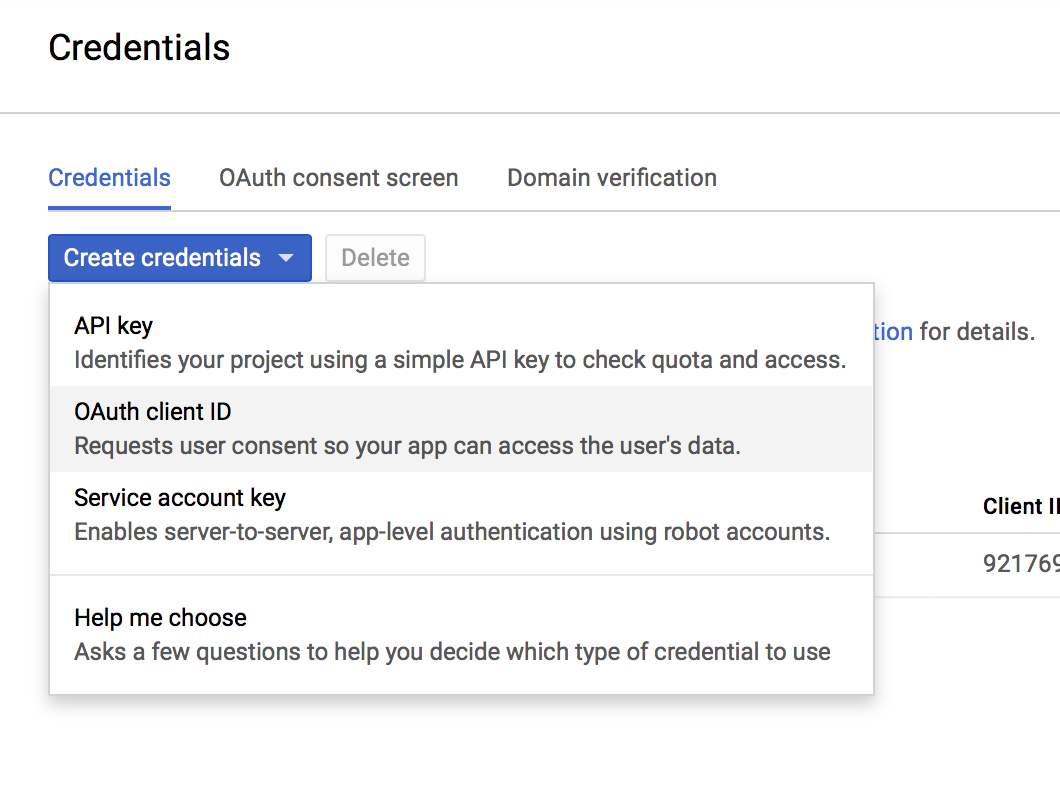 Credentials
Credentials OAuth consent screen Domain verification
Create credentials Delete
API key
Identifies your project using a simple API key to check quota and access.
for details.
OAuth client ID
Requests user consent so your app can access the user's data.
Service account key
Enables server-to-server, app-level authentication using robot accounts.
Client
Help me choose
Asks a few questions to help you decide which type of credential to use